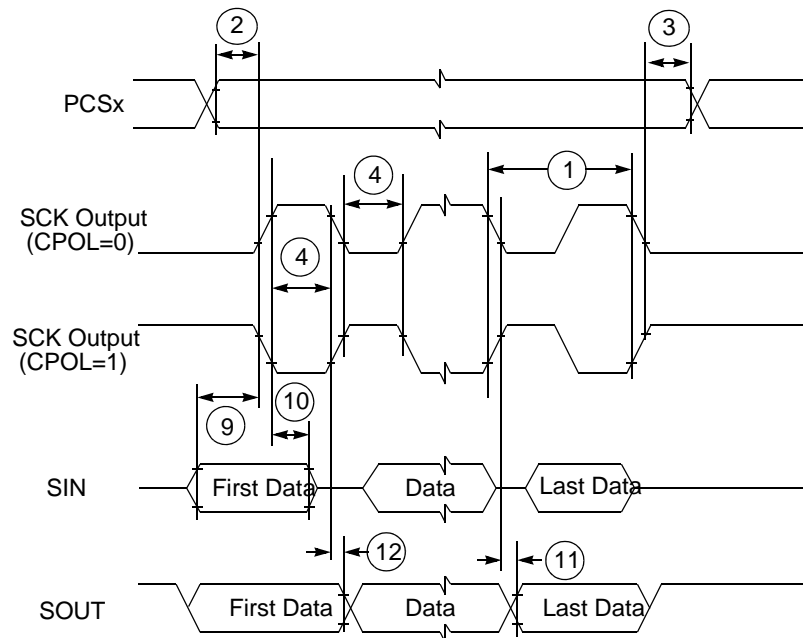 2
3
PCSx
4
1
SCK Output
(CPOL=0)
4
SCK Output
(CPOL=1)
9
10
SIN
First Data
Data
Last Data
12
11
SOUT
First Data
Data
Last Data